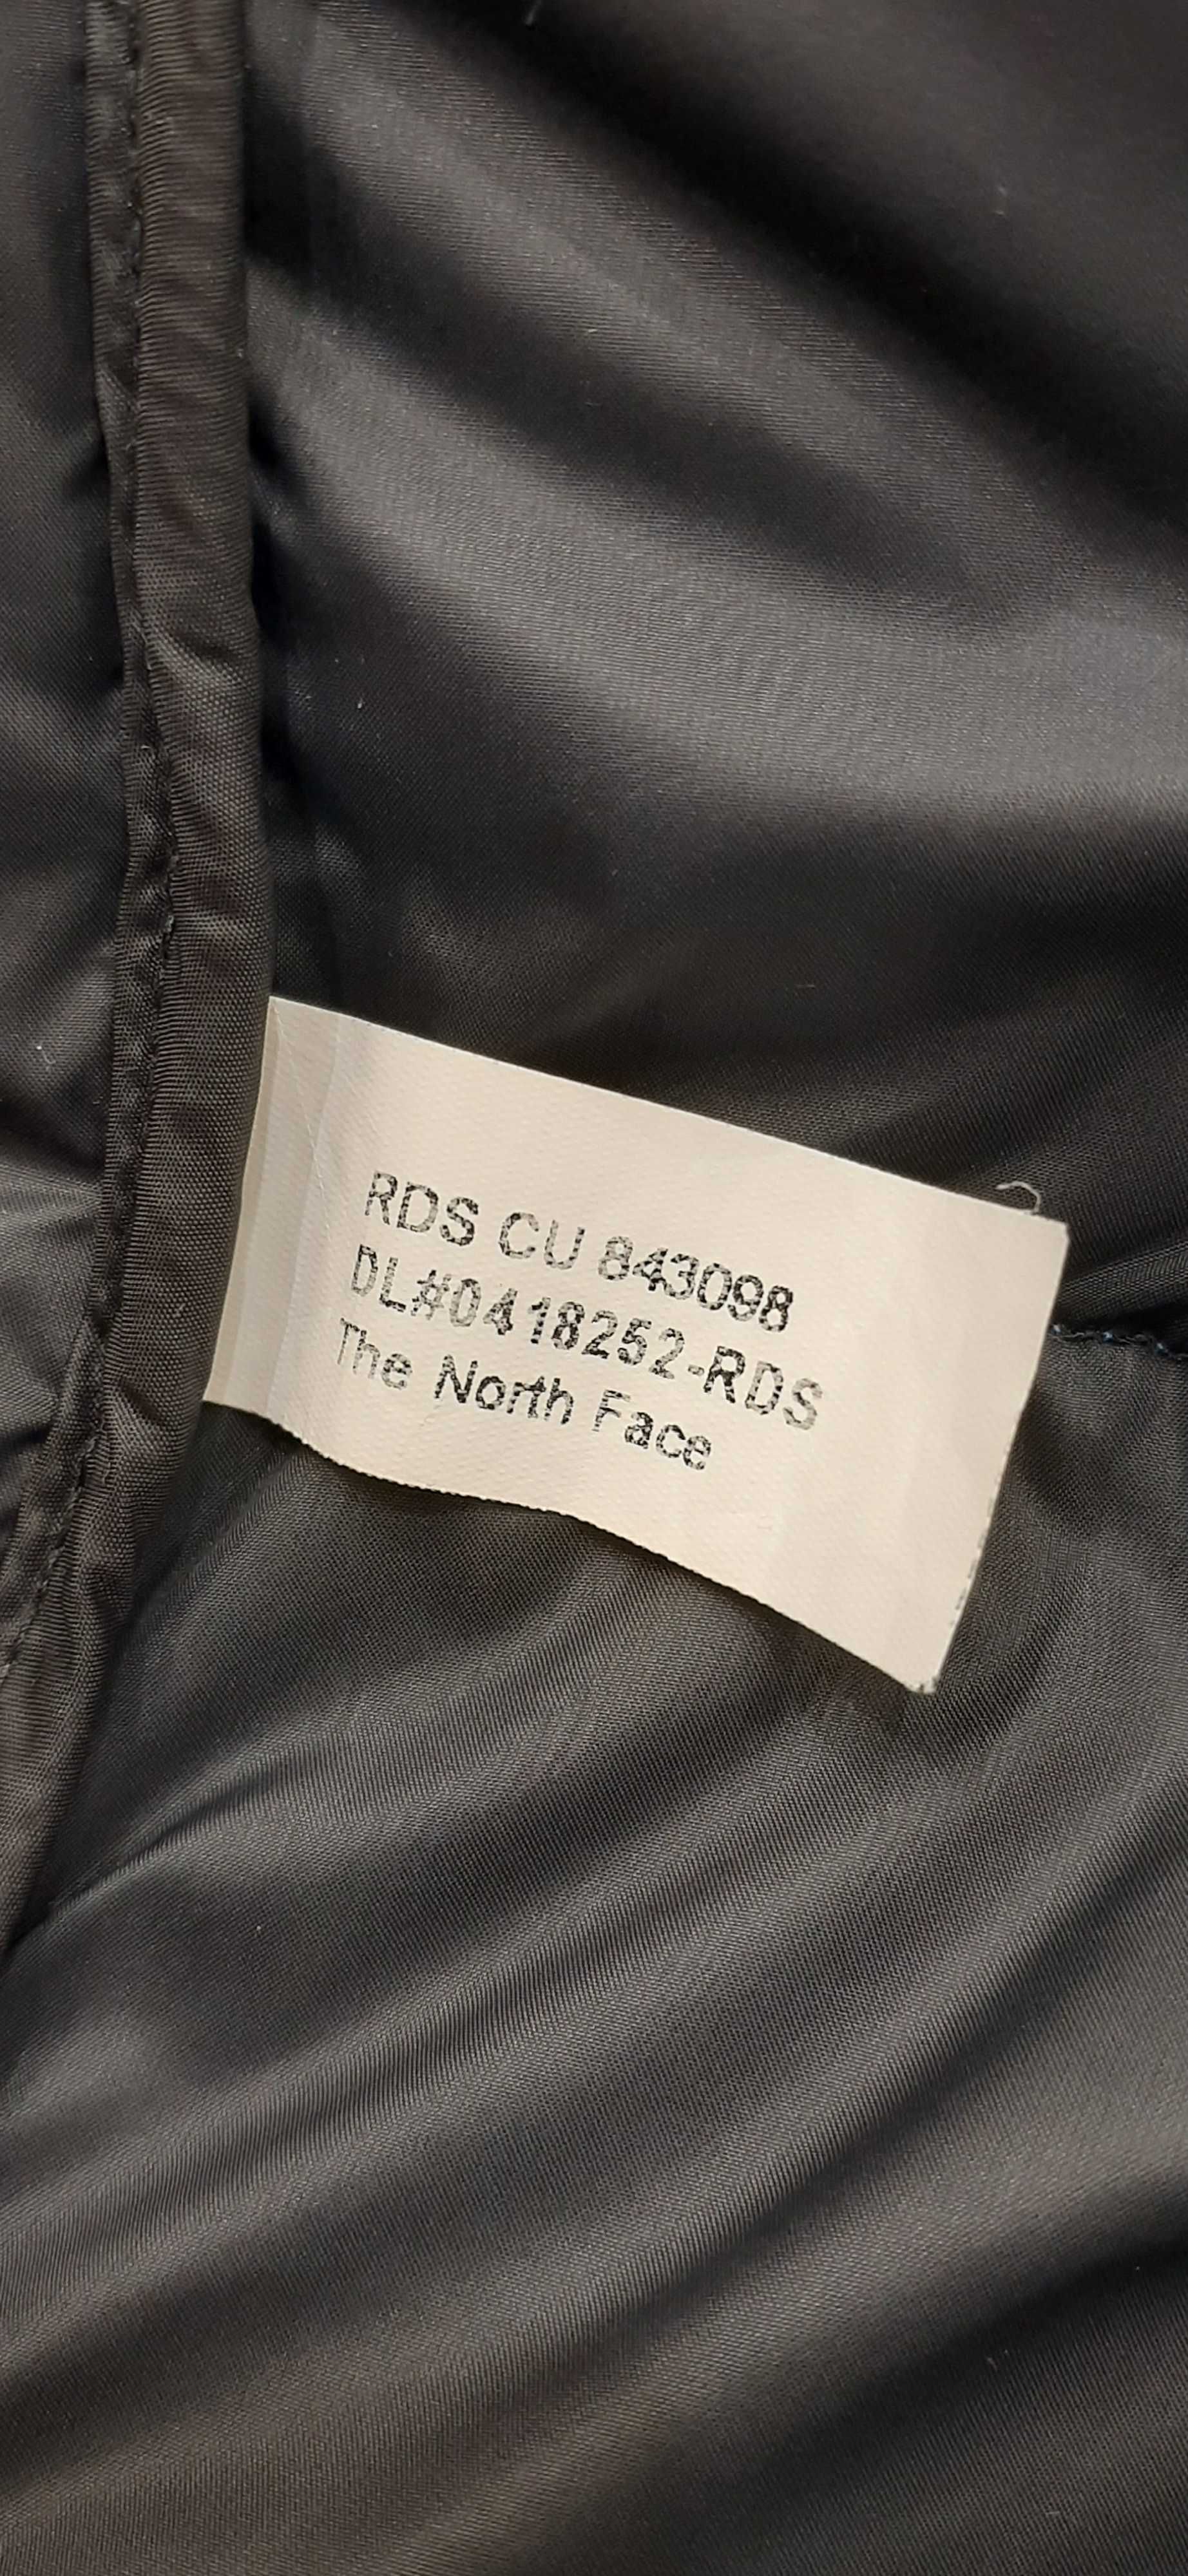 RDS CU 843098
DL#0418252-RDS
The North Face